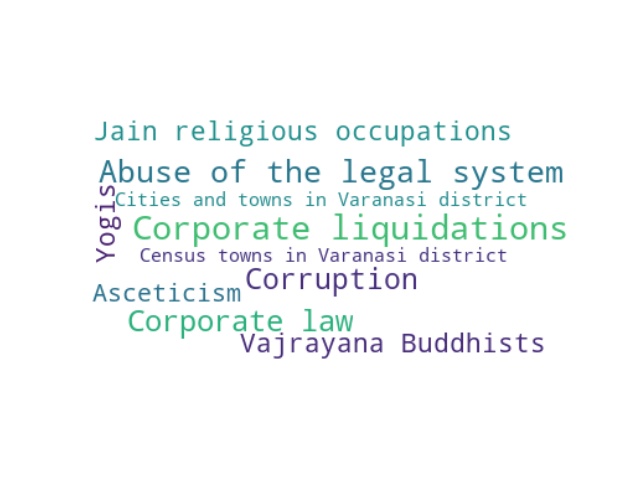 Jain religious occupations
Abuse of the legal system
Cities and towns in Varanasi district
Yogis
Corporate liquidations
Census towns in Varanasi district
Corruption
Asceticism
Corporate law
Vajrayana Buddhists